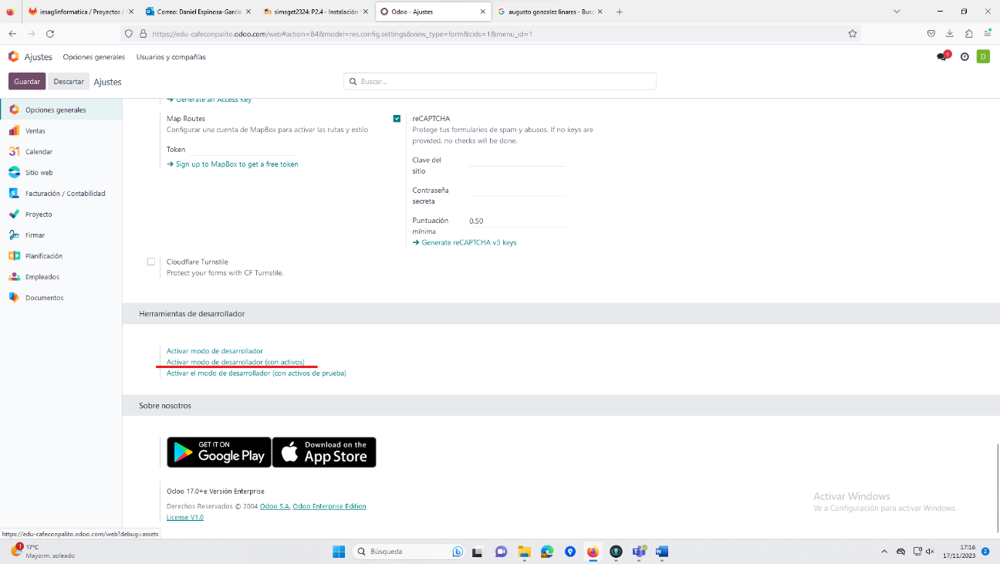 iesaglinformatica / Proyectos /
Correo: Daniel Espinosa-Garcia
simsget2324: P2.4 - Instalación
Odoo - Ajustes
augusto gonzalez linares - Busc
https://edu-cafeconpalito.odoo.com/web#action=84&model=res.config.settings&view_type=form&cids=1&menu_id=1
Ajustes Opciones generales Usuarios y compañías
1
D
Guardar Descartar Ajustes
Buscar...
Opciones generales
Ventas
31 Calendar
Sitio web
Facturación / Contabilidad
Proyecto
Firmar
Planificación
Empleados
Documentos
Generate an Access Key
Map Routes
Configurar una cuenta de MapBox para activar las rutas y estilo
Token
Sign up to MapBox to get a free token
reCAPTCHA
Protege tus formularios de spam y abusos. If no keys are
provided, no checks will be done.
Clave del
sitio
Contraseña
secreta
Puntuación 0.50
mínima
Generate reCAPTCHA v3 keys
Cloudflare Turnstile
Protect your forms with CF Turnstile.
Herramientas de desarrollador
Activar modo de desarrollador
Activar modo de desarrollador (con activos)
Activar el modo de desarrollador (con activos de prueba)
Sobre nosotros
GET IT ON
Google Play
Download on the
App Store
Odoo 17.0+e Versión Enterprise
Derechos Reservados © 2004 Odoo S.A. Odoo Enterprise Edition
License V1.0
Activar Windows
Ve a Configuración para activar Windows.
https://edu-cafeconpalito.odoo.com/web?debug=assets
1
17°C
Mayorm. soleado
Búsqueda
17:16
17/11/2023
2